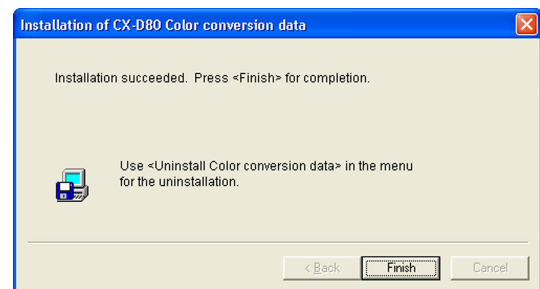 Installation of CX-D80 Color conversion data
Installation succeeded.  Press <Finish> for completion.
Use <Uninstall Color conversion data> in the menu
for the uninstallation.
< Back
Finish
Cancel